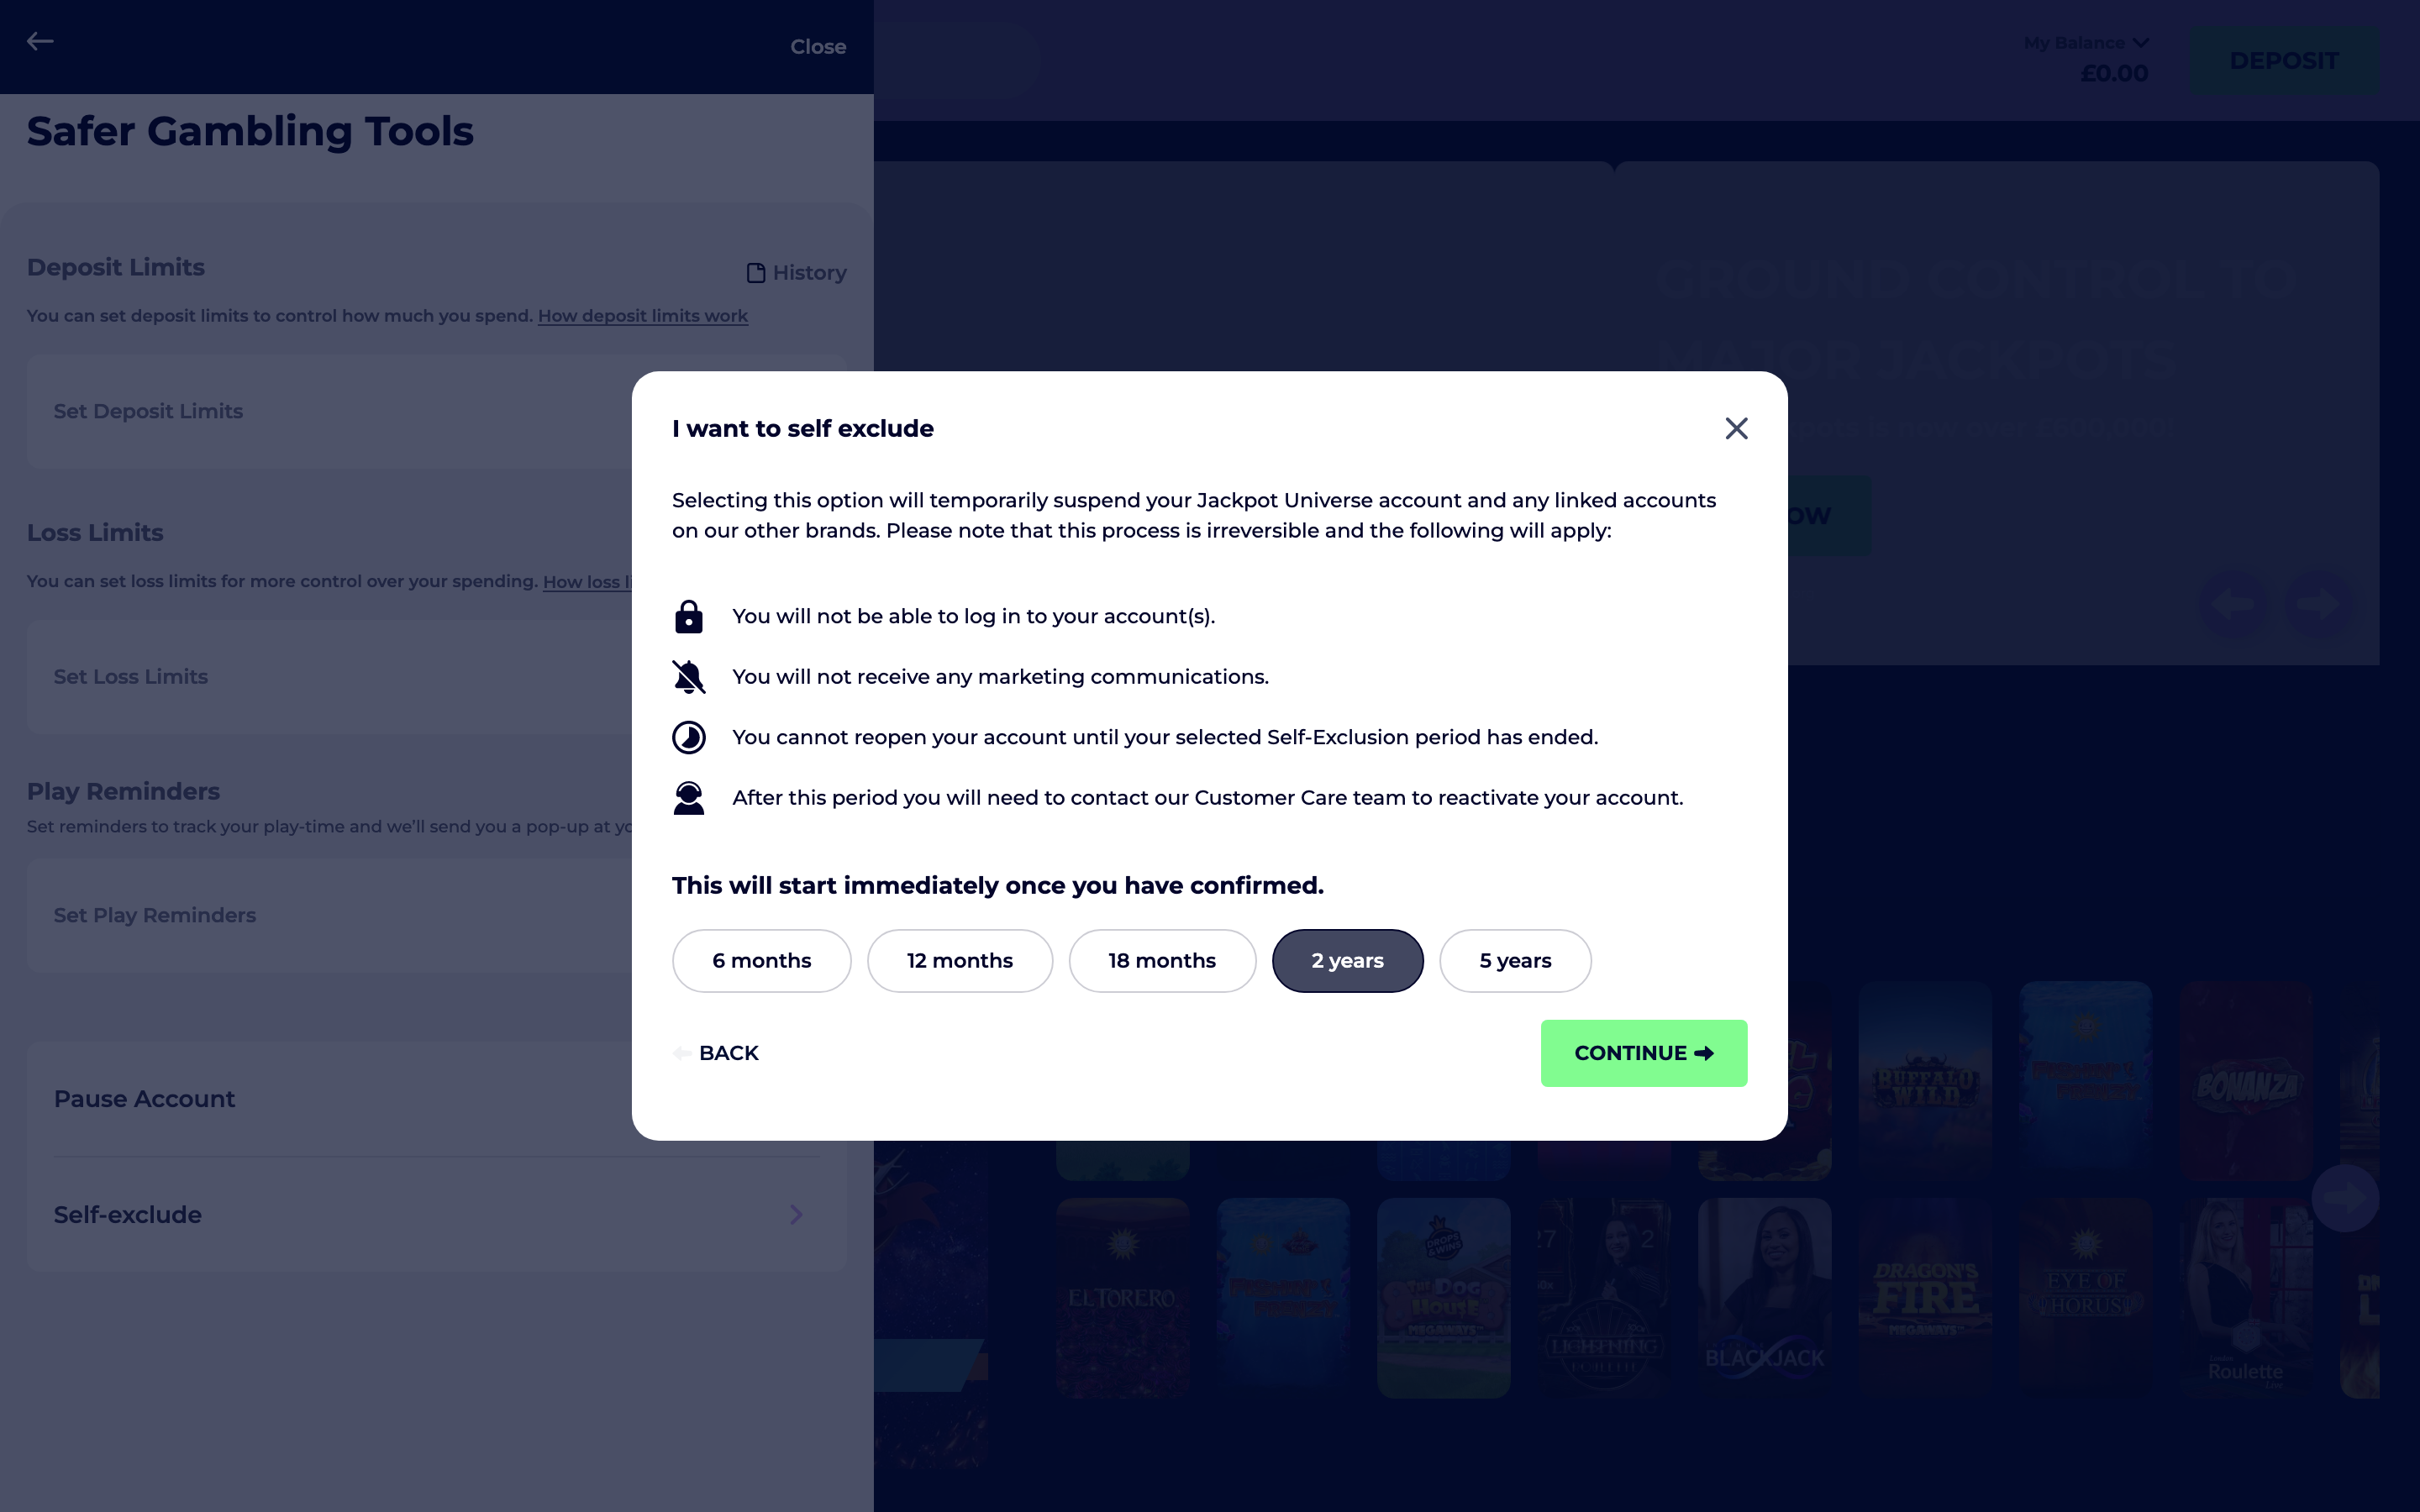 Close
My Balance
£0.00
DEPOSIT
Safer Gambling Tools
Deposit Limits
History
You can set deposit limits to control how much you spend. How deposit limits work
Set Deposit Limits
Loss Limits
You can set loss limits for more control over your spending. How loss
Set Loss Limits
Play Reminders
Set reminders to track your play-time and we'll send you a pop-up at
Set Play Reminders
Pause Account
Self-exclude
GROUND CONTROL TO
MAJOR JACKPOTS
is now over
I want to self exclude
Selecting this option will temporarily suspend your Jackpot Universe account and any linked accounts
on our other brands. Please note that this process is irreversible and the following will apply:
You will not be able to log in to your account(s).
You will not receive any marketing communications.
You cannot reopen your account until your selected Self-Exclusion period has ended.
After this period you will need to contact our Customer Care team to reactivate your account.
This will start immediately once you have confirmed.
6 months
12 months
18 months
2 years
5 years
BACK
CONTINUE
BUFFALO
WILD
BONANZA
EL TORERO
DROPS
& WINS
THE DOG
HOUSE
MEGAWAYS
27
2
LIGHTNING
ROULETTE
BLACKJACK
DRAGON'S
FIRE
MEGAWAYS
EYE OF
HORUS
Roulette